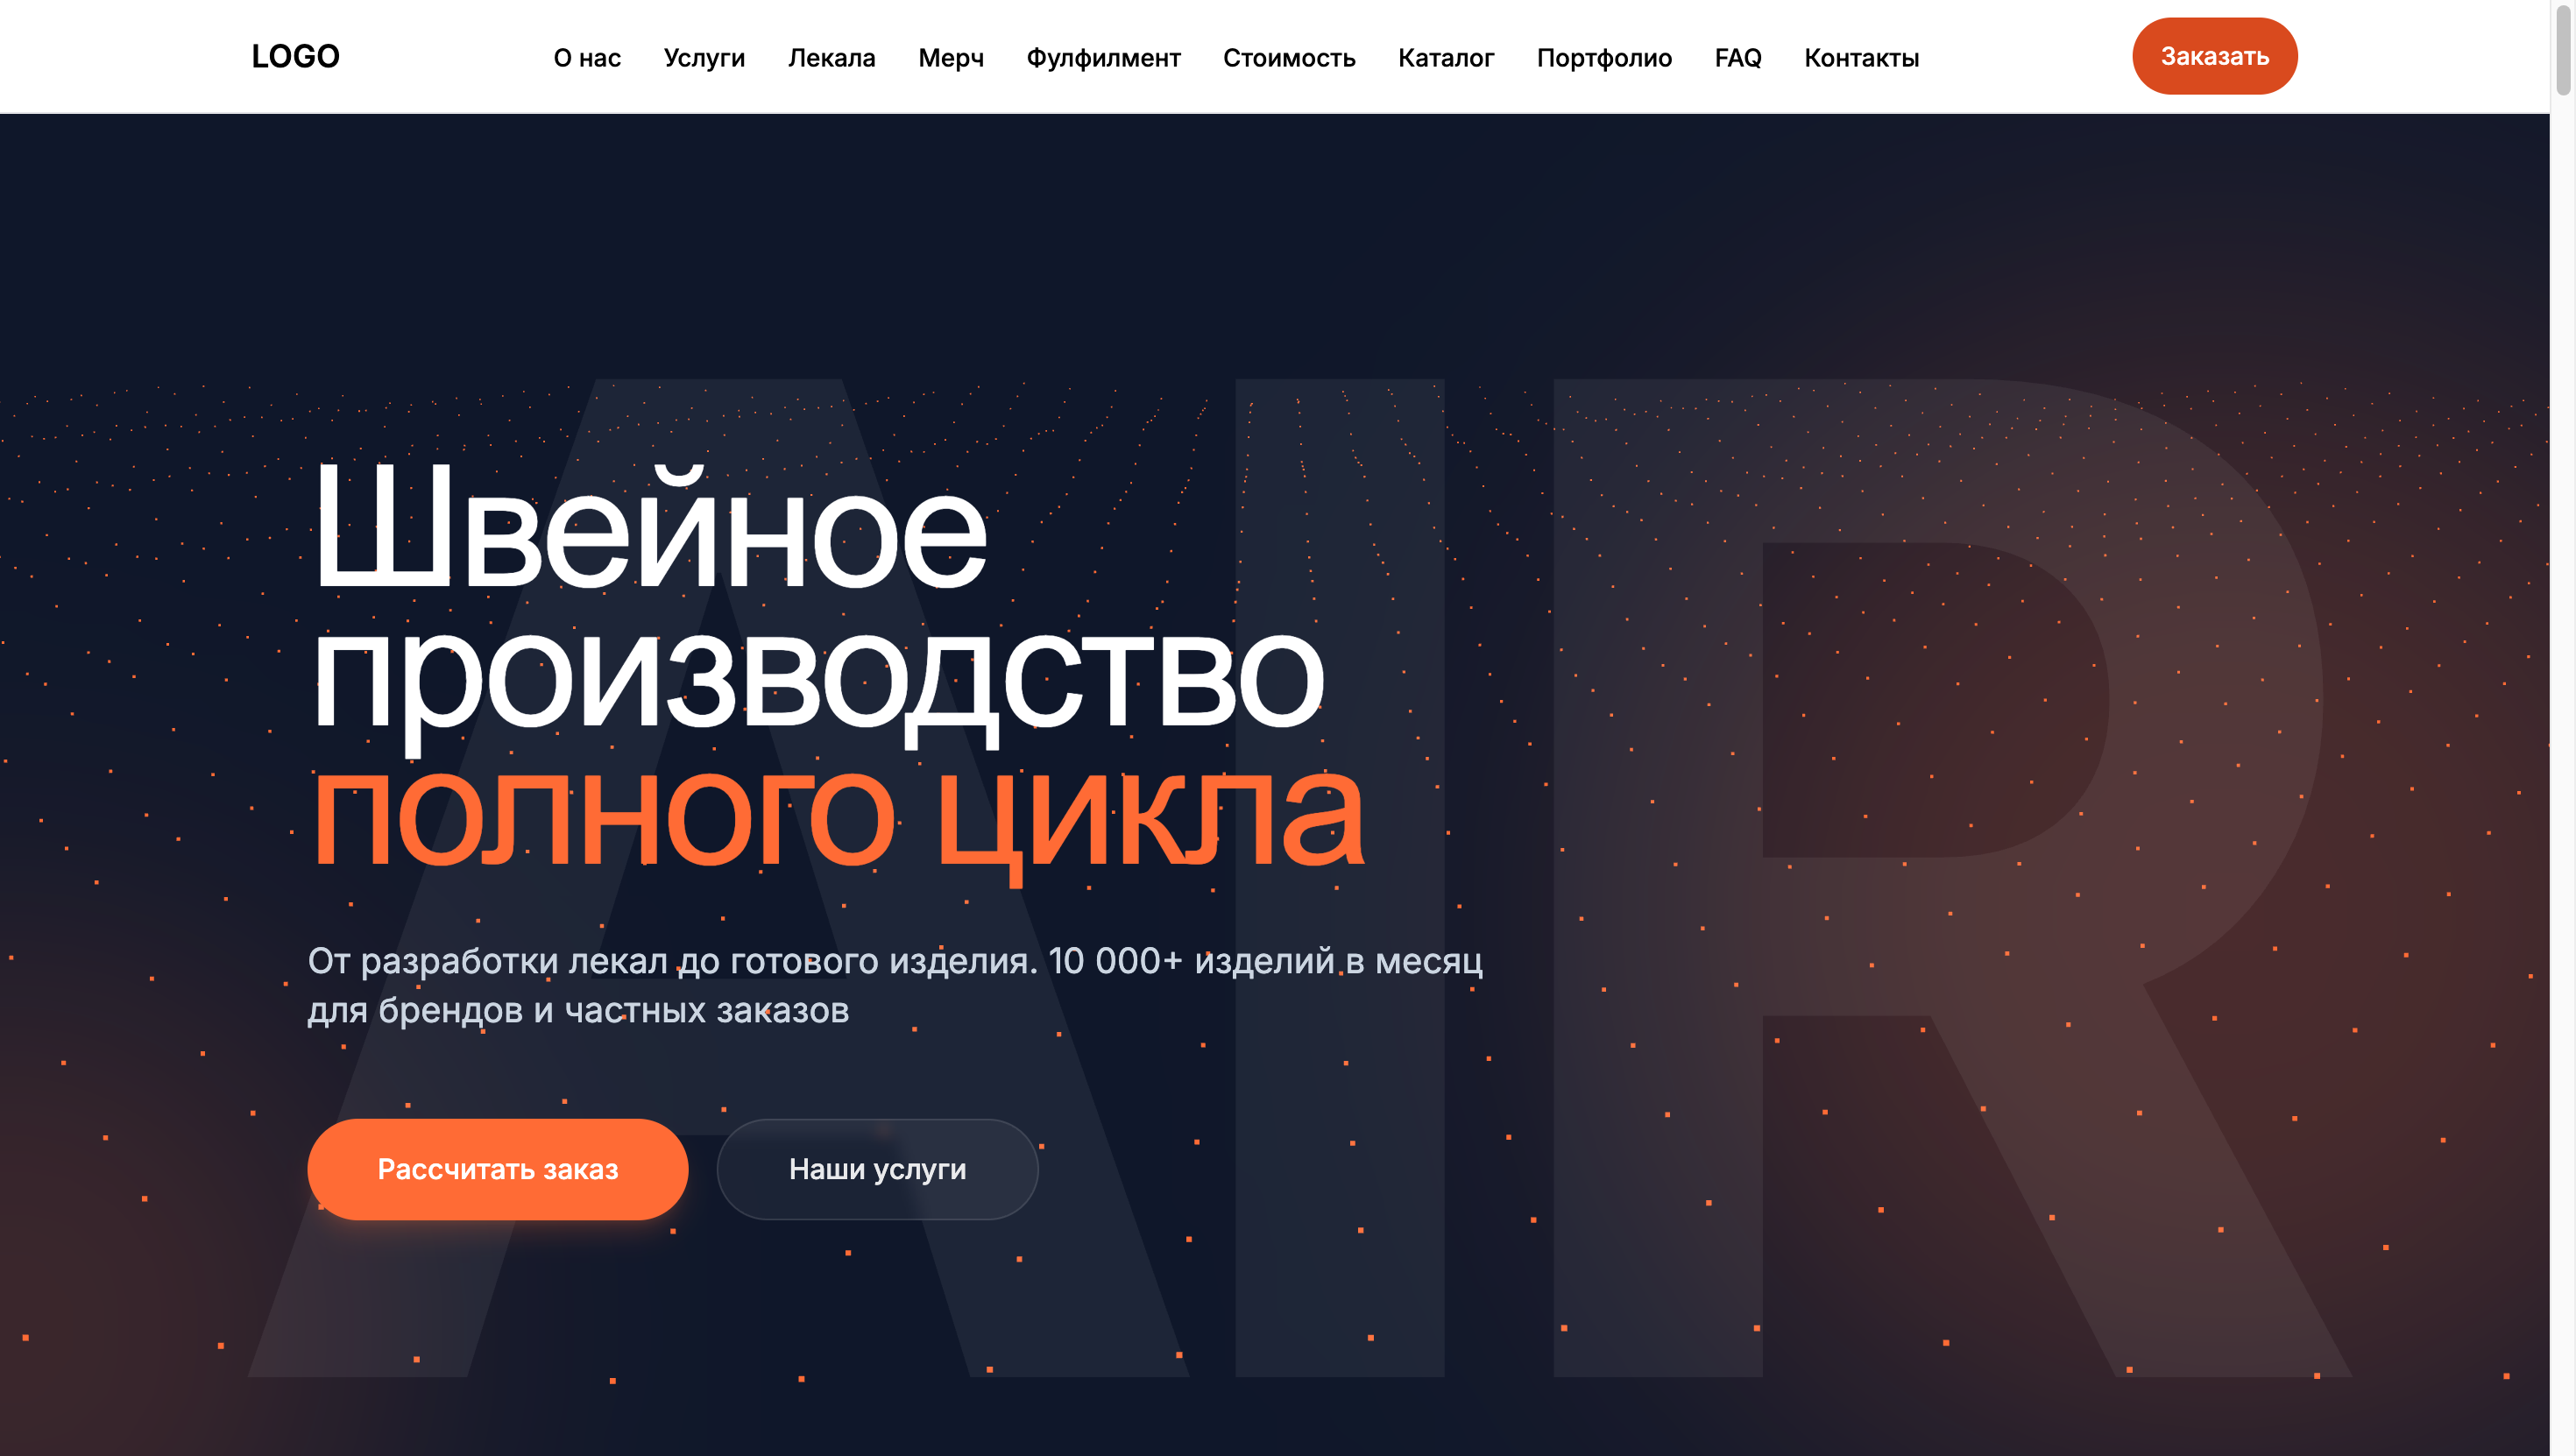 LOGO
О нас Услуги Лекала Мерч Фулфилмент Стоимость Каталог Портфолио FAQ Контакты
Заказать
AIR
Швейное
производство
полного цикла
От разработки лекал до готового изделия. 10 000+ изделий в месяц
для брендов и частных заказов
Рассчитать заказ
Наши услуги